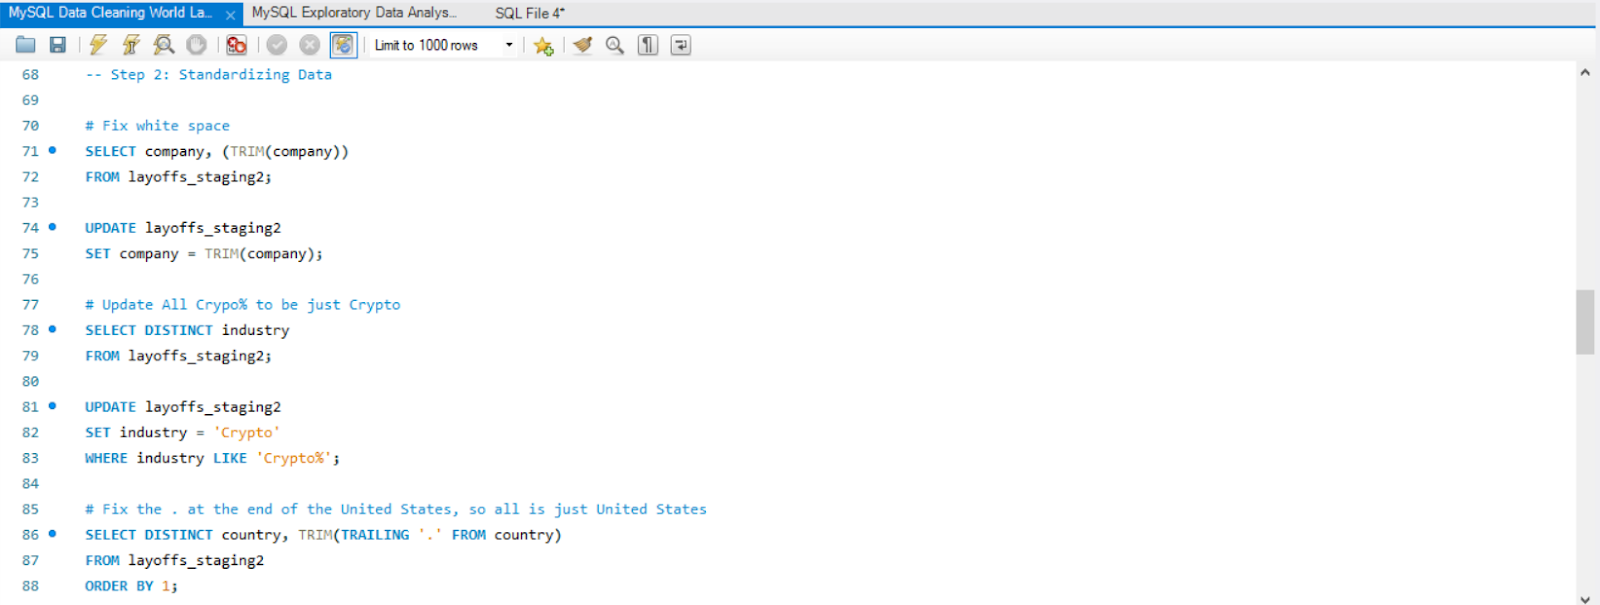 MySQL Data Cleaning World La...
MySQL Exploratory Data Analys...
SQL File 4*
Limit to 1000 rows
68 -- Step 2: Standardizing Data
69
70 # Fix white space
71 SELECT company, (TRIM(company))
72 FROM layoffs_staging2;
73
74 UPDATE layoffs_staging2
75 SET company = TRIM(company);
76
77 # Update All Crypo% to be just Crypto
78 SELECT DISTINCT industry
79 FROM layoffs_staging2;
80
81 UPDATE layoffs_staging2
82 SET industry = 'Crypto'
83 WHERE industry LIKE 'Crypto%';
84
85 # Fix the . at the end of the United States, so all is just United States
86 SELECT DISTINCT country, TRIM(TRAILING '.' FROM country)
87 FROM layoffs_staging2
88 ORDER BY 1;